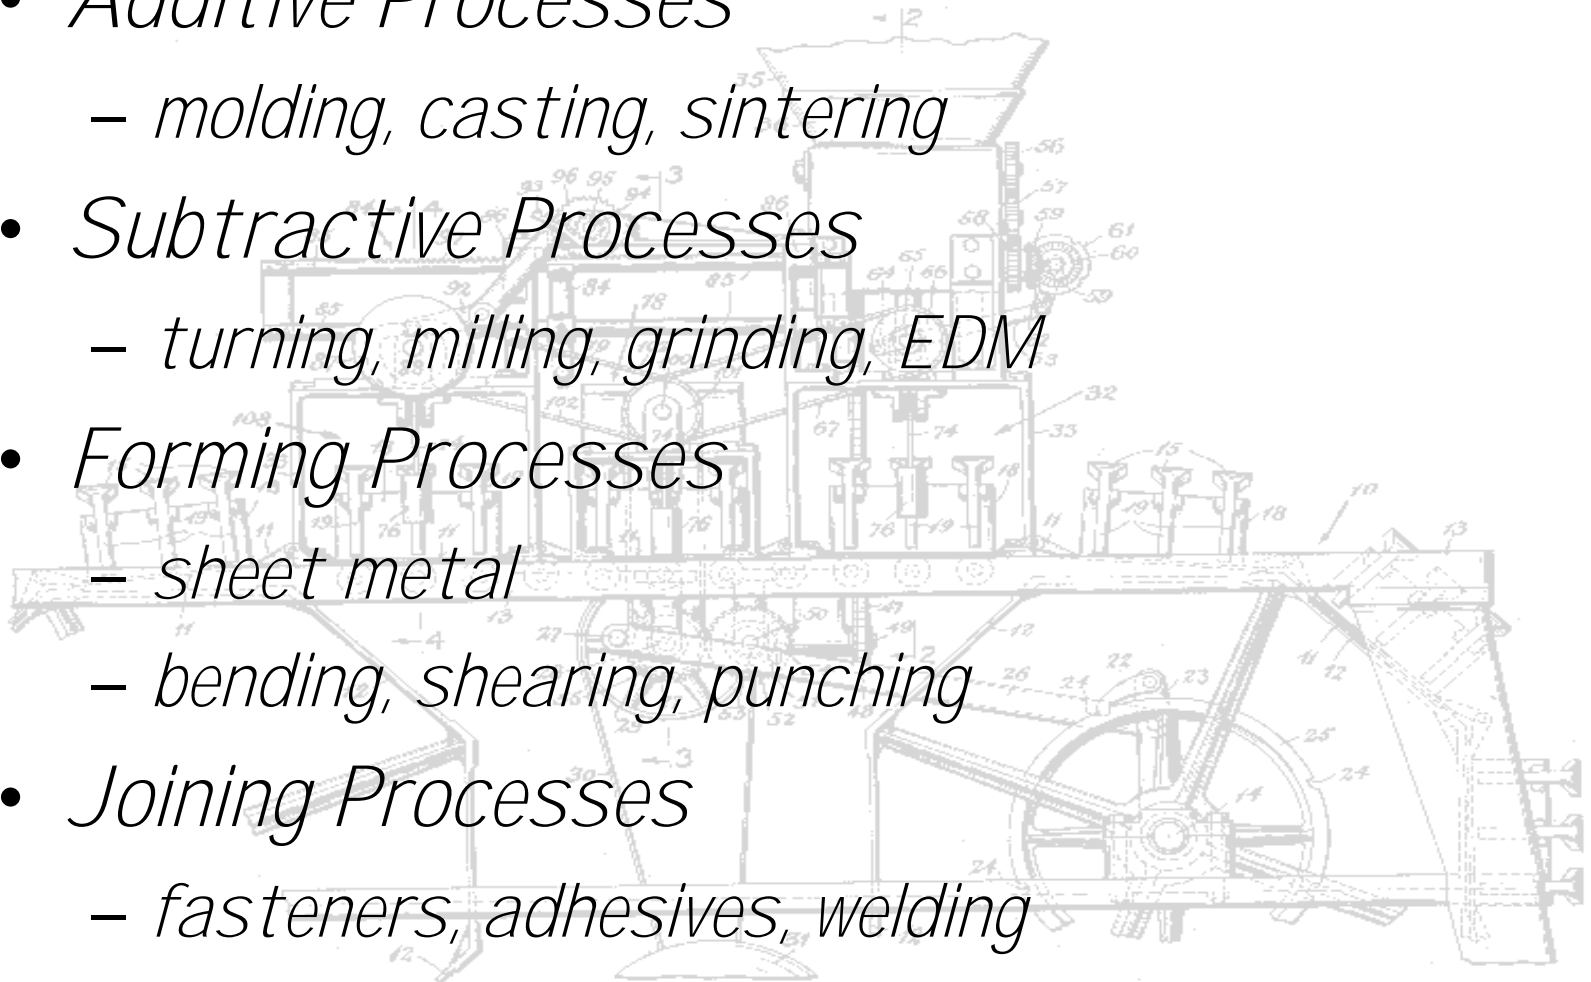 • Additive Processes
– molding, casting, sintering
• Subtractive Processes
– turning, milling, grinding, EDM
• Forming Processes
– sheet metal
– bending, shearing, punching
• Joining Processes
– fasteners, adhesives, welding